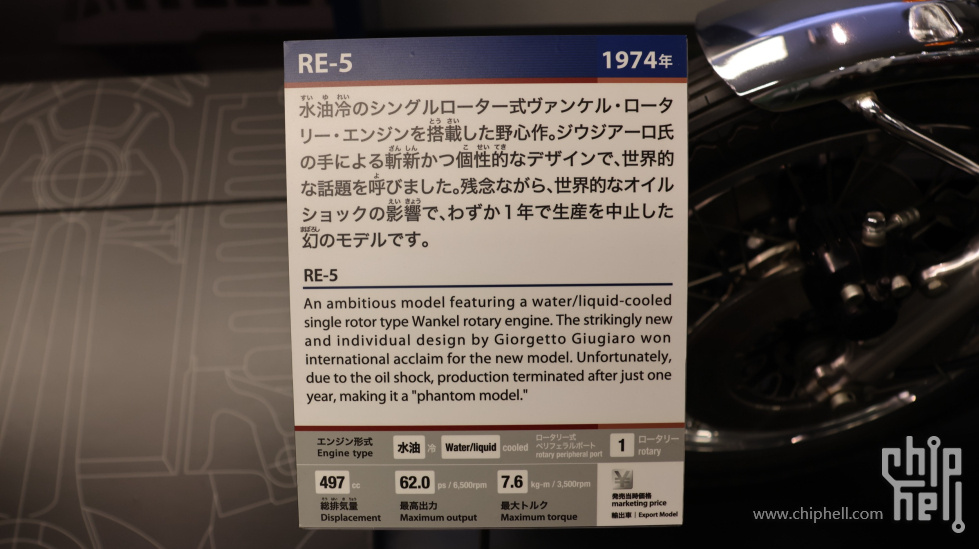 RE-5
1974年
水油冷のシングルローター式ヴァンケル・ロータ
リー・エンジンを搭載した野心作。ジウジアーロ氏
の手による斬新かつ個性的なデザインで、世界的
な話題を呼びました。残念ながら、世界的なオイル
ショックの影響で、わずか1年で生産を中止した
幻のモデルです。
RE-5
An ambitious model featuring a water/liquid-cooled
single rotor type Wankel rotary engine. The strikingly new
and individual design by Giorgetto Giugiaro won
international acclaim for the new model. Unfortunately,
due to the oil shock, production terminated after just one
year, making it a "phantom model."
エンジン形式
Engine type
水油 冷
Water/liquid cooled
ロータリー式
ペリフェラルポート
rotary peripheral port
1 ロータリー
rotary
497 cc
総排気量
Displacement
62.0 ps / 6,500rpm
最高出力
Maximum output
7.6 kg-m / 3,500rpm
最大トルク
Maximum torque
発売当時価格
marketing price
輸出車 | Export Model
chip
hell
www.chiphell.com